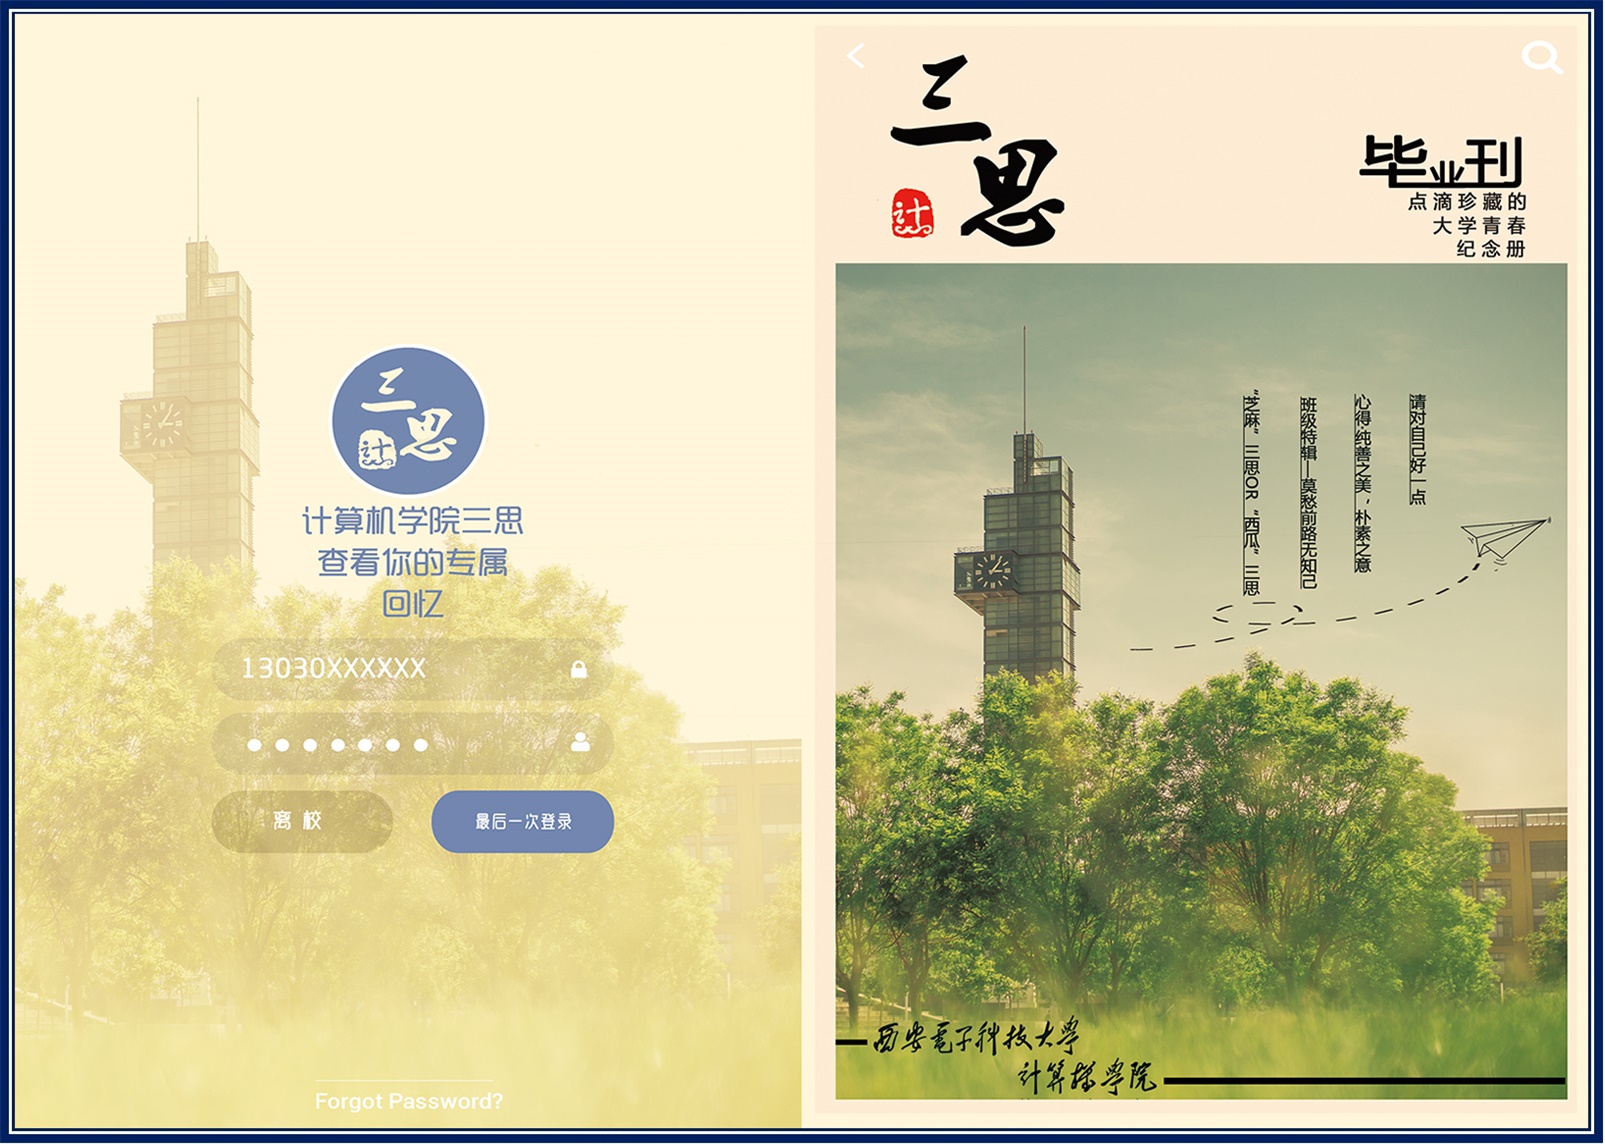 三思
计
计算机学院三思
查看你的专属
回忆
13030XXXXXX
离 校
最后一次登录
Forgot Password?
三思
计
毕业刊
点滴珍藏的
大学青春
纪念册
请对自己好一点
心得·纯善之美，朴素之意
班级特辑—莫愁前路无知己
“芝麻”三思OR“西瓜”三思
西安電子科技大學
计算機學院